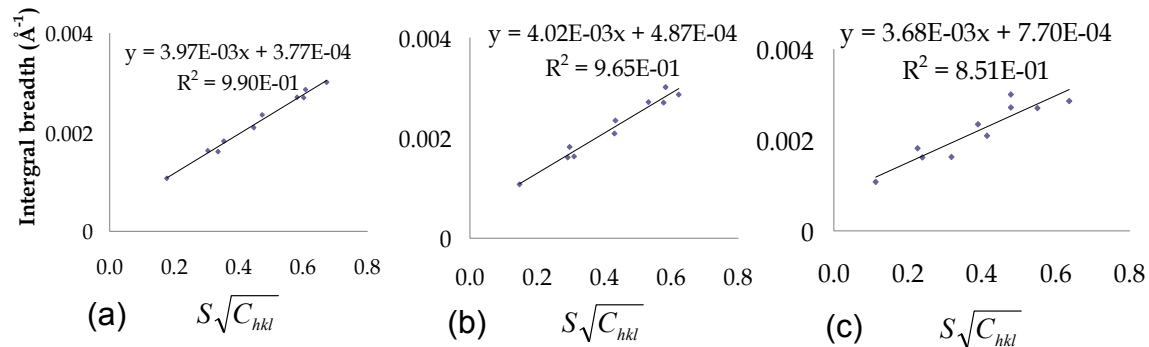 Intergral breadth (Å⁻¹)
y = 3.97E-03x + 3.77E-04
R² = 9.90E-01
0.004
0.002
0
0.0 0.2 0.4 0.6 0.8
(a) S√C_hkl
y = 4.02E-03x + 4.87E-04
R² = 9.65E-01
0.004
0.002
0
0.0 0.2 0.4 0.6 0.8
(b) S√C_hkl
y = 3.68E-03x + 7.70E-04
R² = 8.51E-01
0.004
0.002
0
0.0 0.2 0.4 0.6 0.8
(c) S√C_hkl